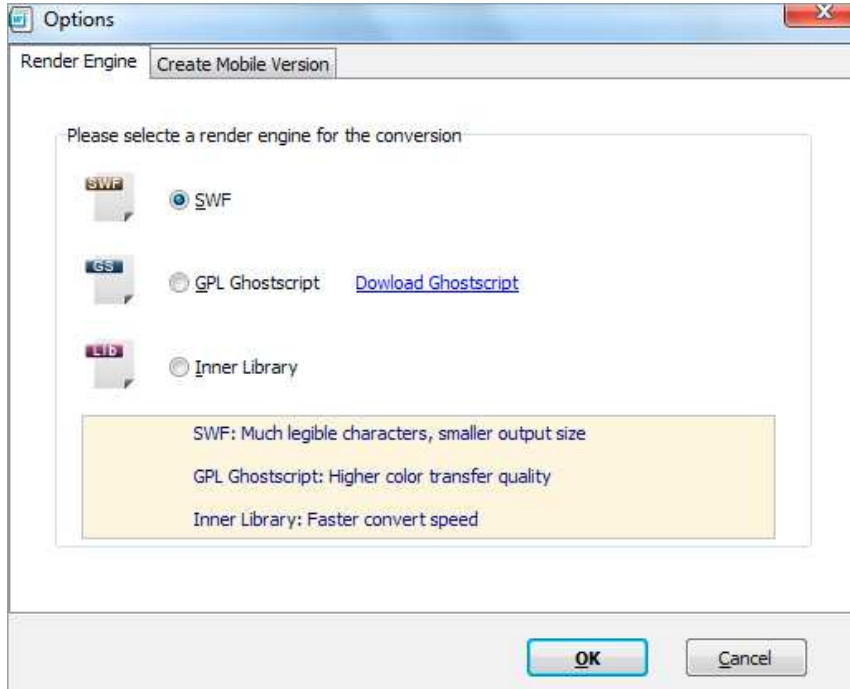 Options
Render Engine Create Mobile Version
Please selecte a render engine for the conversion
SWF
SWF
GS
GPL Ghostscript Dowload Ghostscript
Lib
Inner Library
SWF: Much legible characters, smaller output size
GPL Ghostscript: Higher color transfer quality
Inner Library: Faster convert speed
OK Cancel